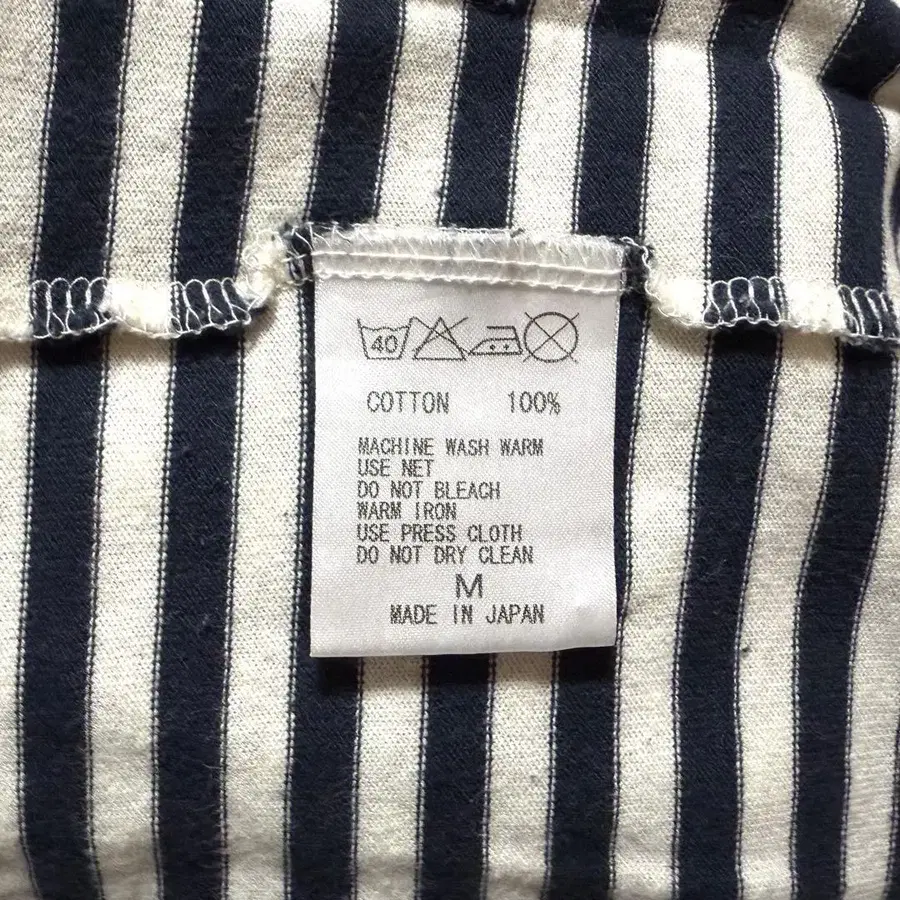 40
COTTON 100%
MACHINE WASH WARM
USE NET
DO NOT BLEACH
WARM IRON
USE PRESS CLOTH
DO NOT DRY CLEAN
M
MADE IN JAPAN